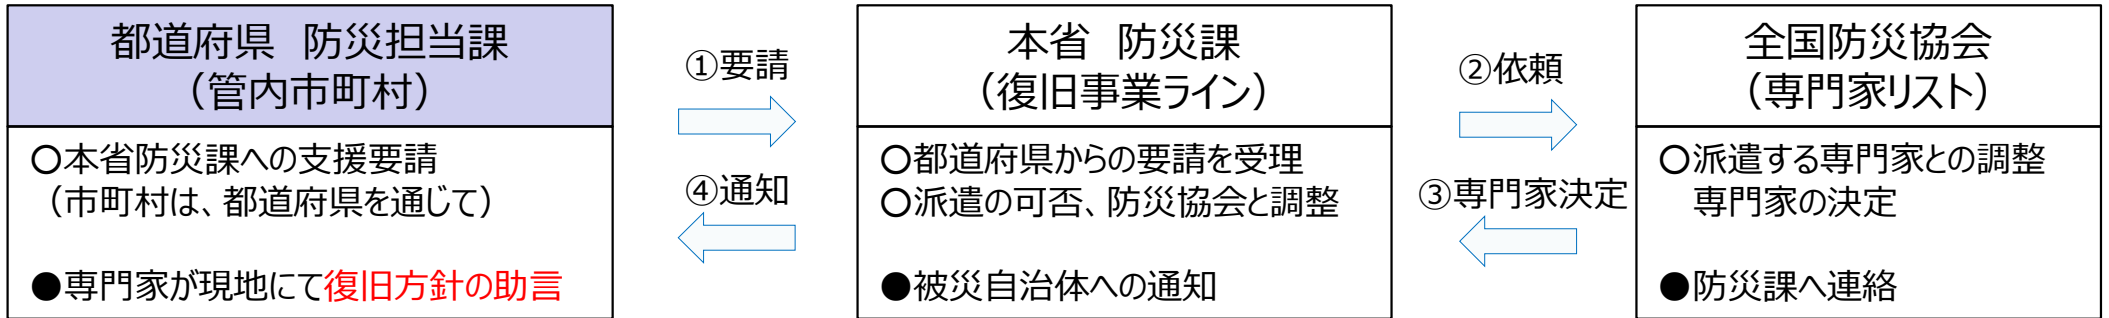 都道府県　防災担当課
（管内市町村）
〇本省防災課への支援要請
（市町村は、都道府県を通じて）
●専門家が現地にて復旧方針の助言
①要請
④通知
本省　防災課
（復旧事業ライン）
〇都道府県からの要請を受理
〇派遣の可否、防災協会と調整
●被災自治体への通知
②依頼
③専門家決定
全国防災協会
（専門家リスト）
〇派遣する専門家との調整
専門家の決定
●防災課へ連絡